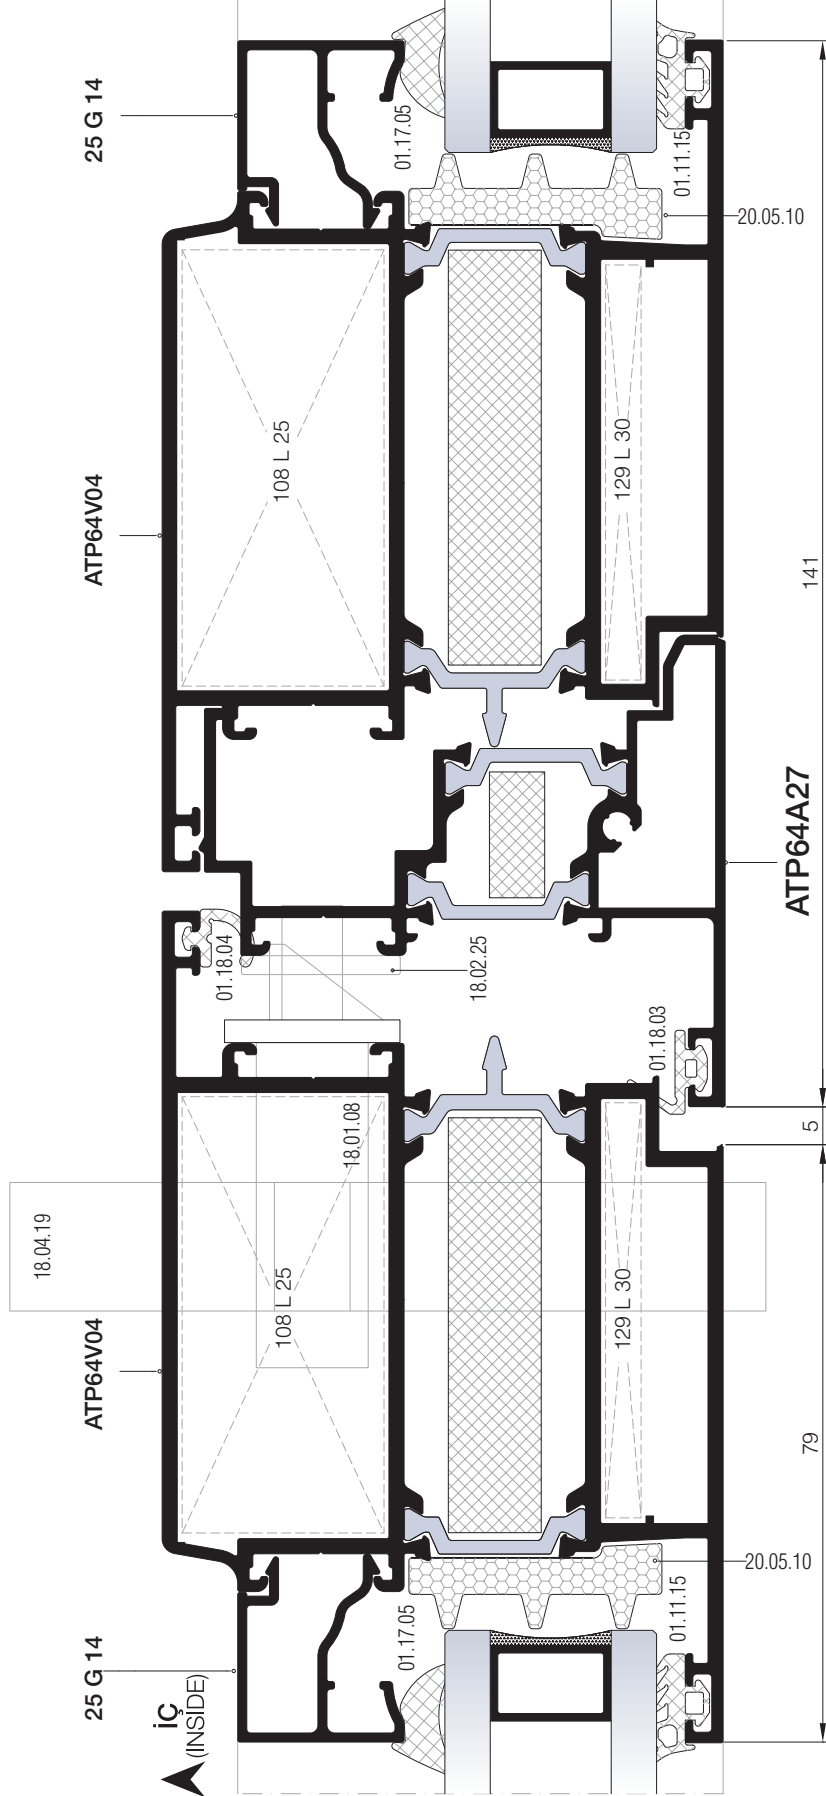 25 G 14
01.17.05
01.11.15
20.05.10
ATP64V04
108 L 25
129 L 30
141
ATP64A27
01.18.04
18.02.25
01.18.03
5
18.01.08
18.04.19
108 L 25
129 L 30
ATP64V04
79
20.05.10
01.17.05
01.11.15
25 G 14
İÇ
(INSIDE)